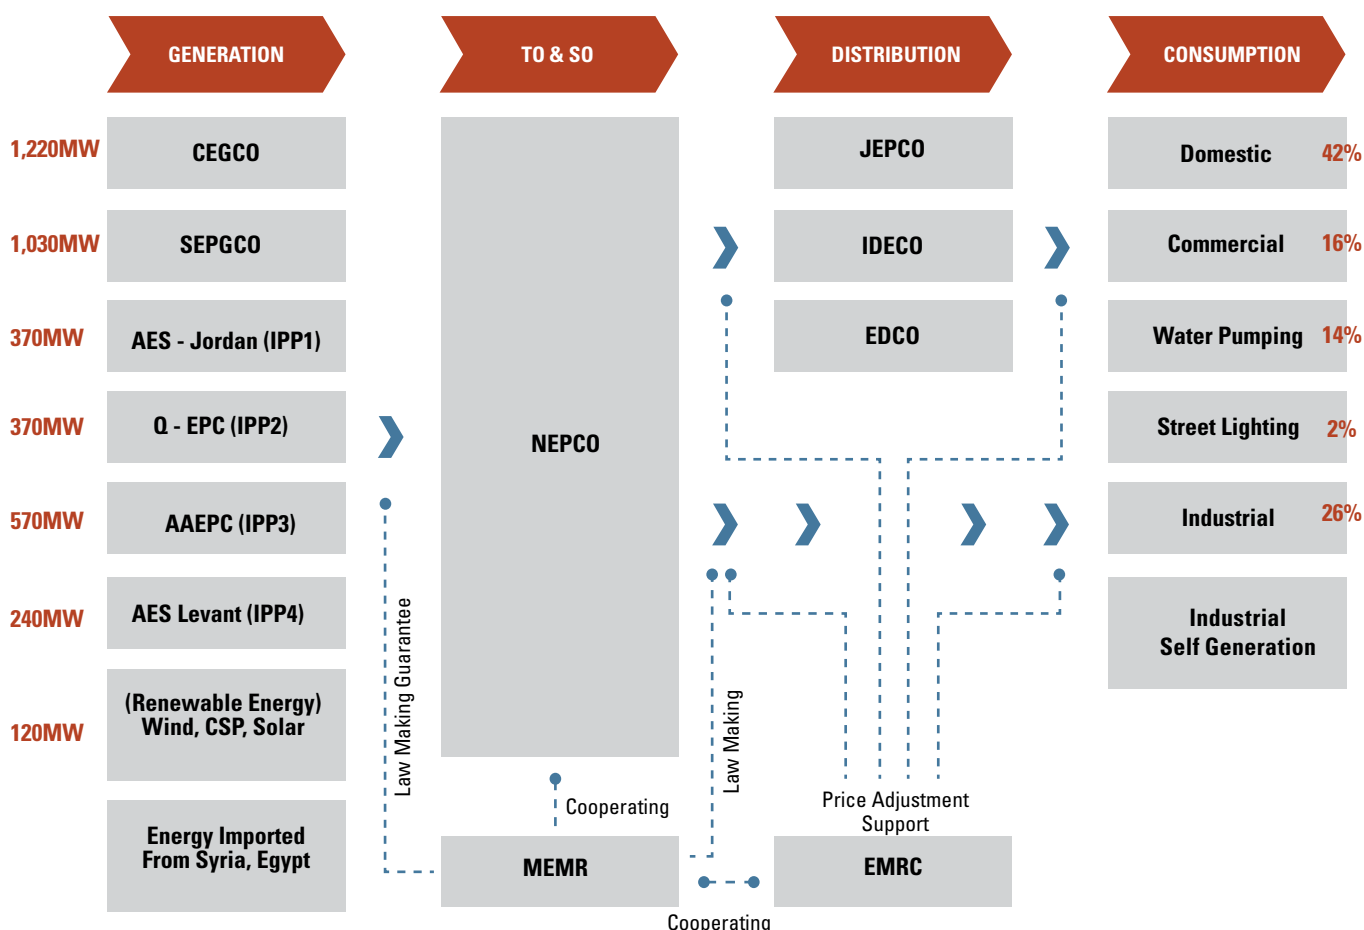 GENERATION
TO & SO
DISTRIBUTION
CONSUMPTION
1,220MW
CEGCO
1,030MW
SEPGCO
370MW
AES - Jordan (IPP1)
370MW
Q - EPC (IPP2)
570MW
AAEPC (IPP3)
240MW
AES Levant (IPP4)
120MW
(Renewable Energy)
Wind, CSP, Solar
Energy Imported
From Syria, Egypt
Law Making Guarantee
NEPCO
Cooperating
MEMR
Law Making
Cooperating
JEPCO
IDECO
EDCO
Price Adjustment
Support
EMRC
Domestic
42%
Commercial
16%
Water Pumping
14%
Street Lighting
2%
Industrial
26%
Industrial
Self Generation